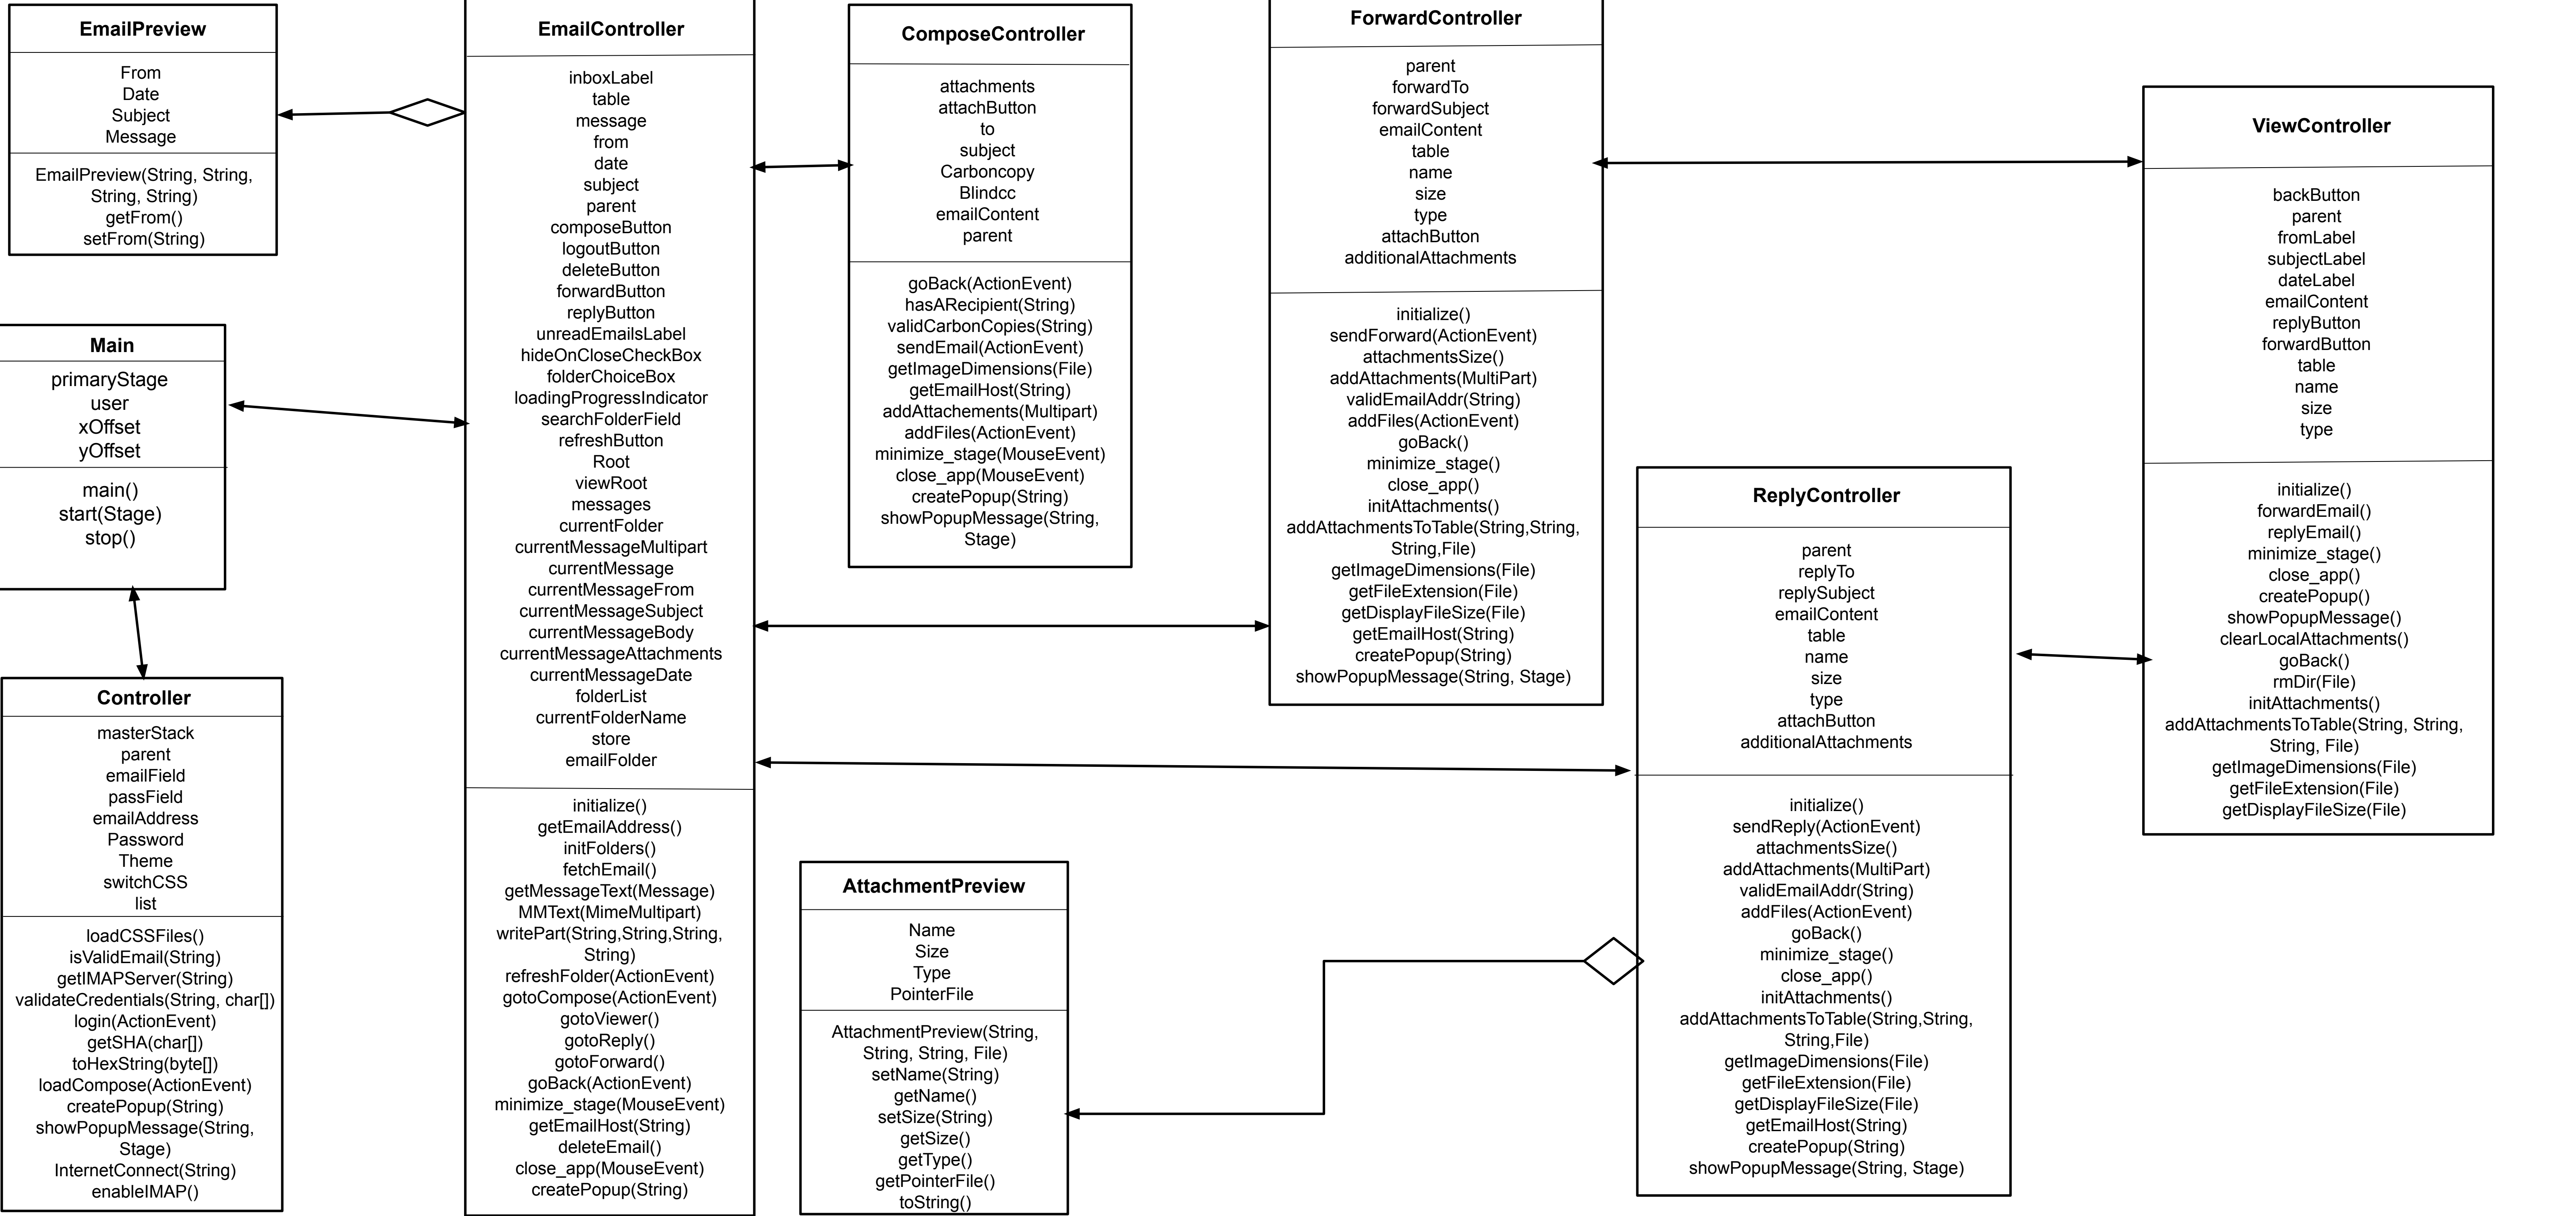 EmailPreview
From
Date
Subject
Message
EmailPreview(String, String,
String, String)
getFrom()
setFrom(String)
Main
primaryStage
user
xOffset
yOffset
main()
start(Stage)
stop()
Controller
masterStack
parent
emailField
passField
emailAddress
Password
Theme
switchCSS
list
loadCSSFiles()
isValidEmail(String)
getIMAPServer(String)
validateCredentials(String, char[])
login(ActionEvent)
getSHA(char[])
toHexString(byte[])
loadCompose(ActionEvent)
createPopup(String)
showPopupMessage(String,
Stage)
InternetConnect(String)
enableIMAP()
EmailController
inboxLabel
table
message
from
date
subject
parent
composeButton
logoutButton
deleteButton
forwardButton
replyButton
unreadEmailsLabel
hideOnCloseCheckBox
folderChoiceBox
loadingProgressIndicator
searchFolderField
refreshButton
Root
viewRoot
messages
currentFolder
currentMessageMultipart
currentMessage
currentMessageFrom
currentMessageSubject
currentMessageBody
currentMessageAttachments
currentMessageDate
folderList
currentFolderName
store
emailFolder
initialize()
getEmailAddress()
initFolders()
fetchEmail()
getMessageText(Message)
MMText(MimeMultipart)
writePart(String,String,String,
String)
refreshFolder(ActionEvent)
gotoCompose(ActionEvent)
gotoViewer()
gotoReply()
gotoForward()
goBack(ActionEvent)
minimize_stage(MouseEvent)
getEmailHost(String)
deleteEmail()
close_app(MouseEvent)
createPopup(String)
ComposeController
attachments
attachButton
to
subject
Carboncopy
Blindcc
emailContent
parent
goBack(ActionEvent)
hasARecipient(String)
validCarbonCopies(String)
sendEmail(ActionEvent)
getImageDimensions(File)
getEmailHost(String)
addAttachements(Multipart)
addFiles(ActionEvent)
minimize_stage(MouseEvent)
close_app(MouseEvent)
createPopup(String)
showPopupMessage(String,
Stage)
AttachmentPreview
Name
Size
Type
PointerFile
AttachmentPreview(String,
String, String, File)
setName(String)
getName()
setSize(String)
getSize()
getType()
getPointerFile()
toString()
ForwardController
parent
forwardTo
forwardSubject
emailContent
table
name
size
type
attachButton
additionalAttachments
initialize()
sendForward(ActionEvent)
attachmentsSize()
addAttachments(MultiPart)
validEmailAddr(String)
addFiles(ActionEvent)
goBack()
minimize_stage()
close_app()
initAttachments()
addAttachmentsToTable(String,String,
String,File)
getImageDimensions(File)
getFileExtension(File)
getDisplayFileSize(File)
getEmailHost(String)
createPopup(String)
showPopupMessage(String, Stage)
ReplyController
parent
replyTo
replySubject
emailContent
table
name
size
type
attachButton
additionalAttachments
initialize()
sendReply(ActionEvent)
attachmentsSize()
addAttachments(MultiPart)
validEmailAddr(String)
addFiles(ActionEvent)
goBack()
minimize_stage()
close_app()
initAttachments()
addAttachmentsToTable(String,String,
String,File)
getImageDimensions(File)
getFileExtension(File)
getDisplayFileSize(File)
getEmailHost(String)
createPopup(String)
showPopupMessage(String, Stage)
ViewController
backButton
parent
fromLabel
subjectLabel
dateLabel
emailContent
replyButton
forwardButton
table
name
size
type
initialize()
forwardEmail()
replyEmail()
minimize_stage()
close_app()
createPopup()
showPopupMessage()
clearLocalAttachments()
goBack()
rmDir(File)
initAttachments()
addAttachmentsToTable(String, String,
String, File)
getImageDimensions(File)
getFileExtension(File)
getDisplayFileSize(File)